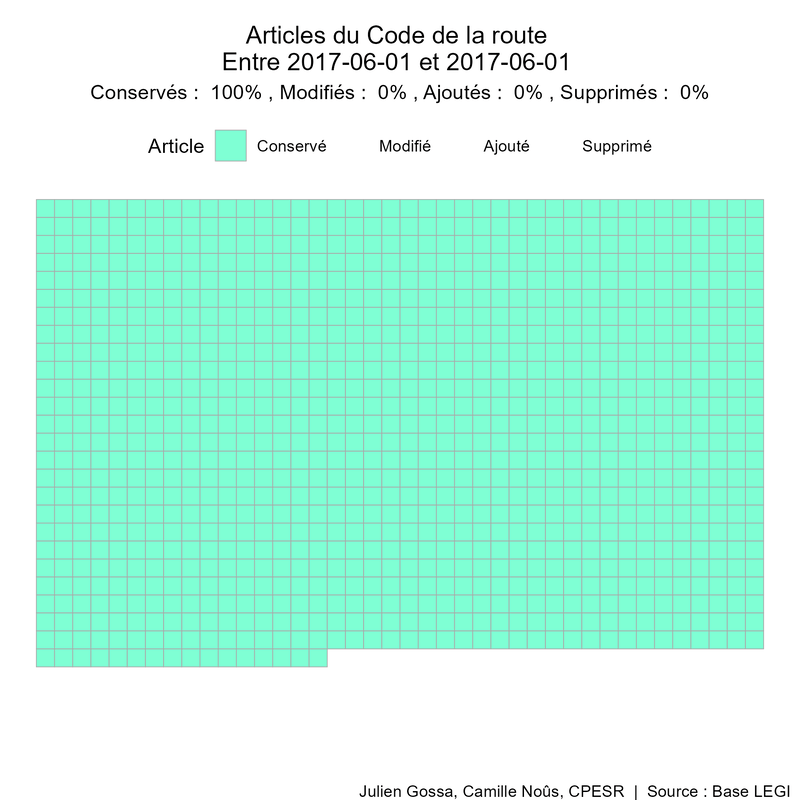 Articles du Code de la route
Entre 2017-06-01 et 2017-06-01
Conservés :  100% , Modifiés :  0% , Ajoutés :  0% , Supprimés :  0%
Article Conservé Modifié Ajouté Supprimé
Julien Gossa, Camille Noûs, CPESR  |  Source : Base LEGI